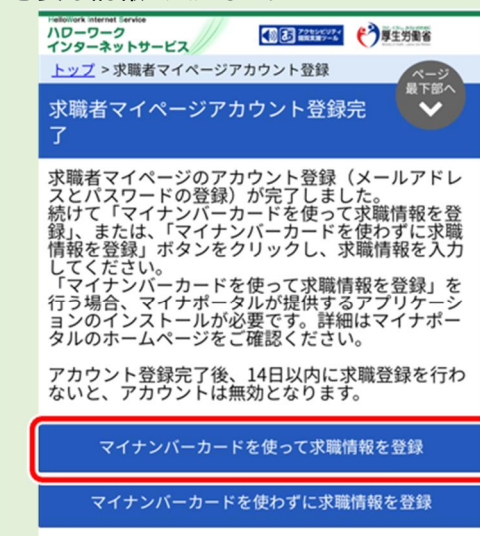 HelloWork Internet Service
ハローワーク
インターネットサービス
アクセシビリティ
閲覧支援ツール
厚生労働省
トップ > 求職者マイページアカウント登録
ページ
最下部へ
求職者マイページアカウント登録完
了
求職者マイページのアカウント登録（メールアドレ
スとパスワードの登録）が完了しました。
続けて「マイナンバーカードを使って求職情報を登
録」、または、「マイナンバーカードを使わずに求職
情報を登録」ボタンをクリックし、求職情報を入力
してください。
「マイナンバーカードを使って求職情報を登録」を
行う場合、マイナポータルが提供するアプリケーシ
ョンのインストールが必要です。詳細はマイナポー
タルのホームページをご確認ください。
アカウント登録完了後、14日以内に求職登録を行わ
ないと、アカウントは無効となります。
マイナンバーカードを使って求職情報を登録
マイナンバーカードを使わずに求職情報を登録